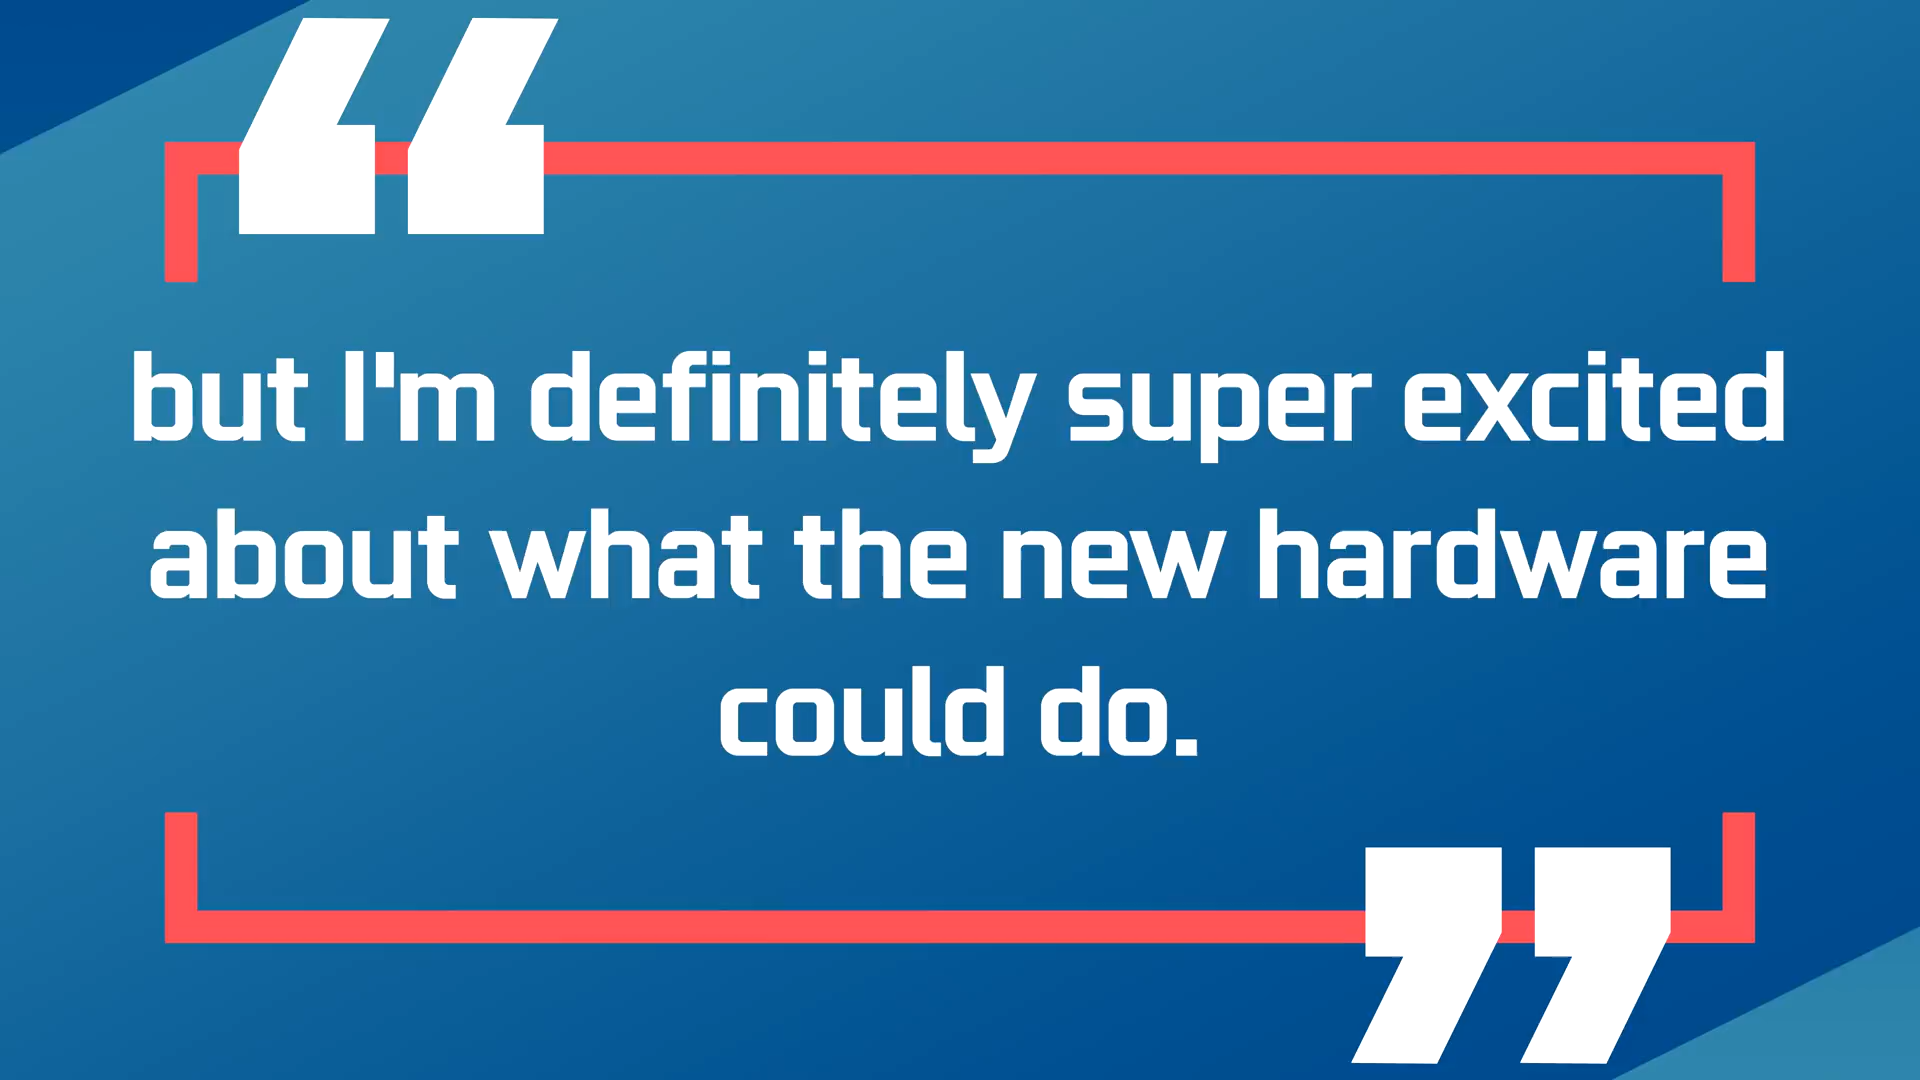 “
but I'm definitely super excited
about what the new hardware
could do.
”